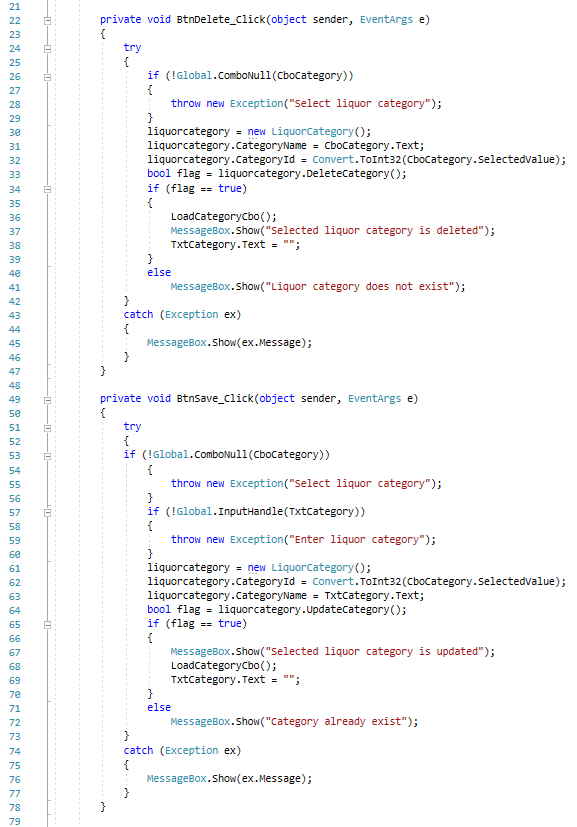 21
22 private void BtnDelete_Click(object sender, EventArgs e)
23 {
24 try
25 {
26 if (!Global.ComboNull(CboCategory))
27 {
28 throw new Exception("Select liquor category");
29 }
30 liquorcategory = new LiquorCategory();
31 liquorcategory.CategoryName = CboCategory.Text;
32 liquorcategory.CategoryId = Convert.ToInt32(CboCategory.SelectedValue);
33 bool flag = liquorcategory.DeleteCategory();
34 if (flag == true)
35 {
36 LoadCategoryCbo();
37 MessageBox.Show("Selected liquor category is deleted");
38 TxtCategory.Text = "";
39 }
40 else
41 MessageBox.Show("Liquor category does not exist");
42 }
43 catch (Exception ex)
44 {
45 MessageBox.Show(ex.Message);
46 }
47 }
48
49 private void BtnSave_Click(object sender, EventArgs e)
50 {
51 try
52 {
53 if (!Global.ComboNull(CboCategory))
54 {
55 throw new Exception("Select liquor category");
56 }
57 if (!Global.InputHandle(TxtCategory))
58 {
59 throw new Exception("Enter liquor category");
60 }
61 liquorcategory = new LiquorCategory();
62 liquorcategory.CategoryId = Convert.ToInt32(CboCategory.SelectedValue);
63 liquorcategory.CategoryName = TxtCategory.Text;
64 bool flag = liquorcategory.UpdateCategory();
65 if (flag == true)
66 {
67 MessageBox.Show("Selected liquor category is updated");
68 LoadCategoryCbo();
69 TxtCategory.Text = "";
70 }
71 else
72 MessageBox.Show("Category already exist");
73 }
74 catch (Exception ex)
75 {
76 MessageBox.Show(ex.Message);
77 }
78 }
79